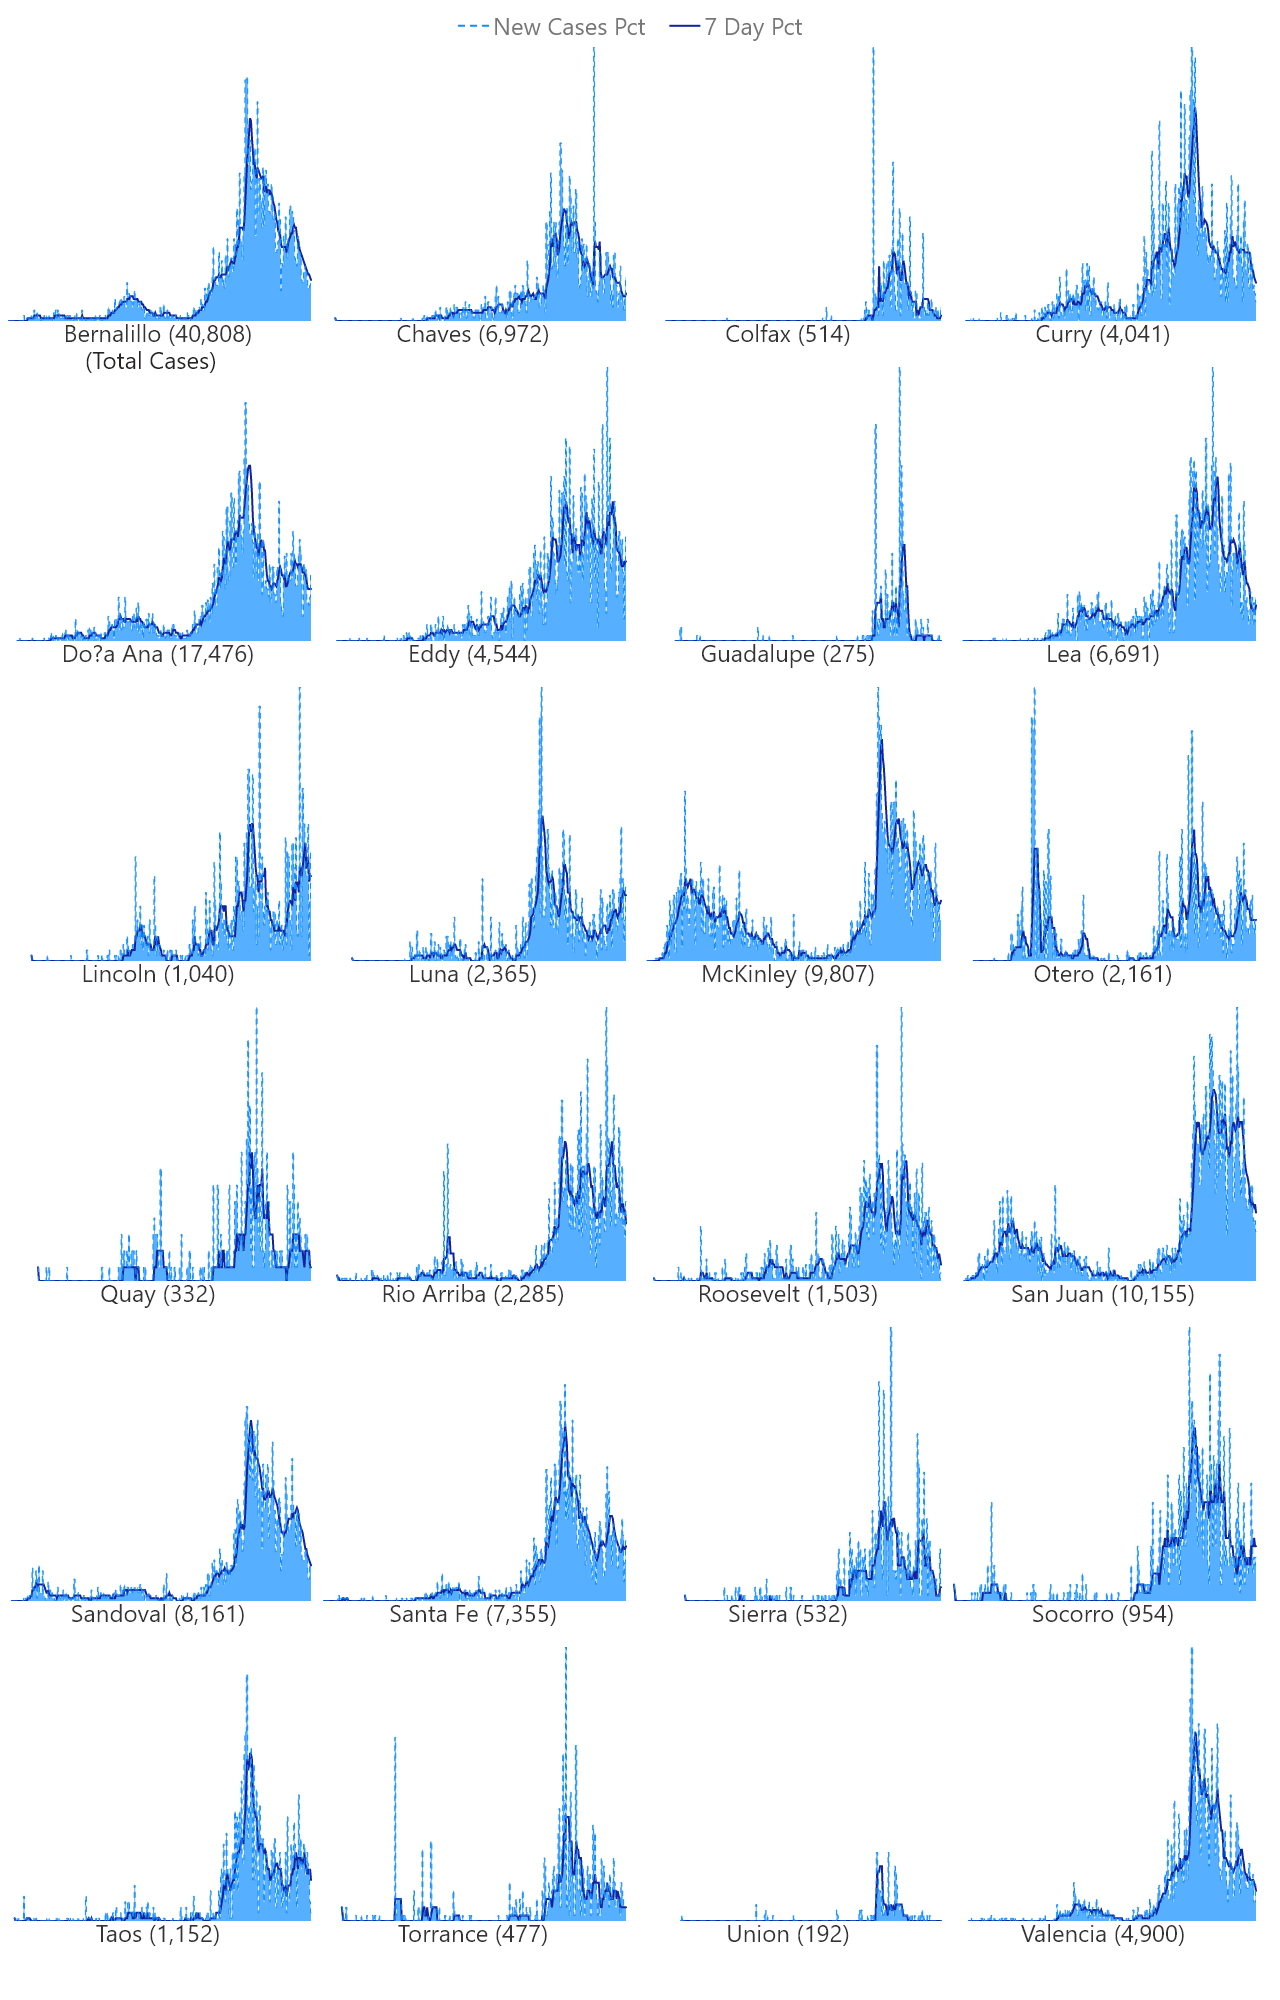 New Cases Pct 7 Day Pct
Bernalillo (40,808) Chaves (6,972) Colfax (514) Curry (4,041)
(Total Cases)
Do?a Ana (17,476) Eddy (4,544) Guadalupe (275) Lea (6,691)
Lincoln (1,040) Luna (2,365) McKinley (9,807) Otero (2,161)
Quay (332) Rio Arriba (2,285) Roosevelt (1,503) San Juan (10,155)
Sandoval (8,161) Santa Fe (7,355) Sierra (532) Socorro (954)
Taos (1,152) Torrance (477) Union (192) Valencia (4,900)